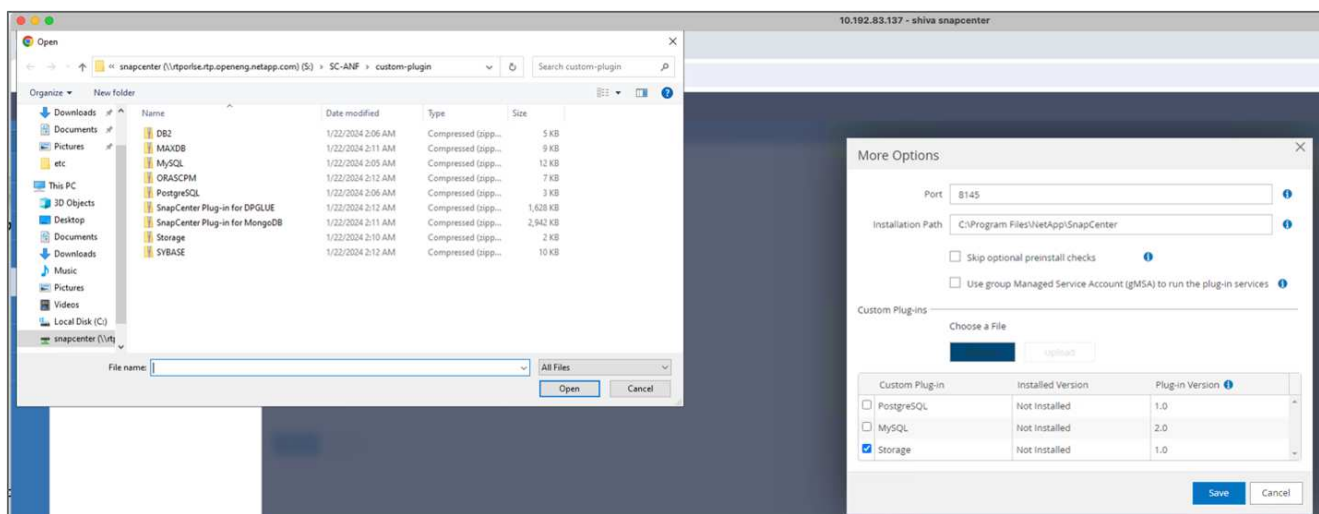 10.192.83.137 - shiva snapcenter
Open
« snapcenter (\\rtporlse.rtp.openeng.netapp.com) (S:) > SC-ANF > custom-plugin
Search custom-plugin
Organize
New folder
Downloads
Documents
Pictures
etc
This PC
3D Objects
Desktop
Documents
Downloads
Music
Pictures
Videos
Local Disk (C:)
snapcenter (\\rtp
Name Date modified Type Size
DB2 1/22/2024 2:06 AM Compressed (zipp... 5 KB
MAXDB 1/22/2024 2:11 AM Compressed (zipp... 9 KB
MySQL 1/22/2024 2:05 AM Compressed (zipp... 12 KB
ORASCPM 1/22/2024 2:12 AM Compressed (zipp... 7 KB
PostgreSQL 1/22/2024 2:06 AM Compressed (zipp... 3 KB
SnapCenter Plug-in for DPGLUE 1/22/2024 2:12 AM Compressed (zipp... 1,628 KB
SnapCenter Plug-in for MongoDB 1/22/2024 2:11 AM Compressed (zipp... 2,942 KB
Storage 1/22/2024 2:10 AM Compressed (zipp... 2 KB
SYBASE 1/22/2024 2:12 AM Compressed (zipp... 10 KB
File name:
All Files
Open Cancel
More Options
Port 8145
Installation Path C:\Program Files\NetApp\SnapCenter
Skip optional preinstall checks
Use group Managed Service Account (gMSA) to run the plug-in services
Custom Plug-ins
Choose a File
Upload
Custom Plug-in Installed Version Plug-in Version
PostgreSQL Not Installed 1.0
MySQL Not Installed 2.0
Storage Not Installed 1.0
Save Cancel